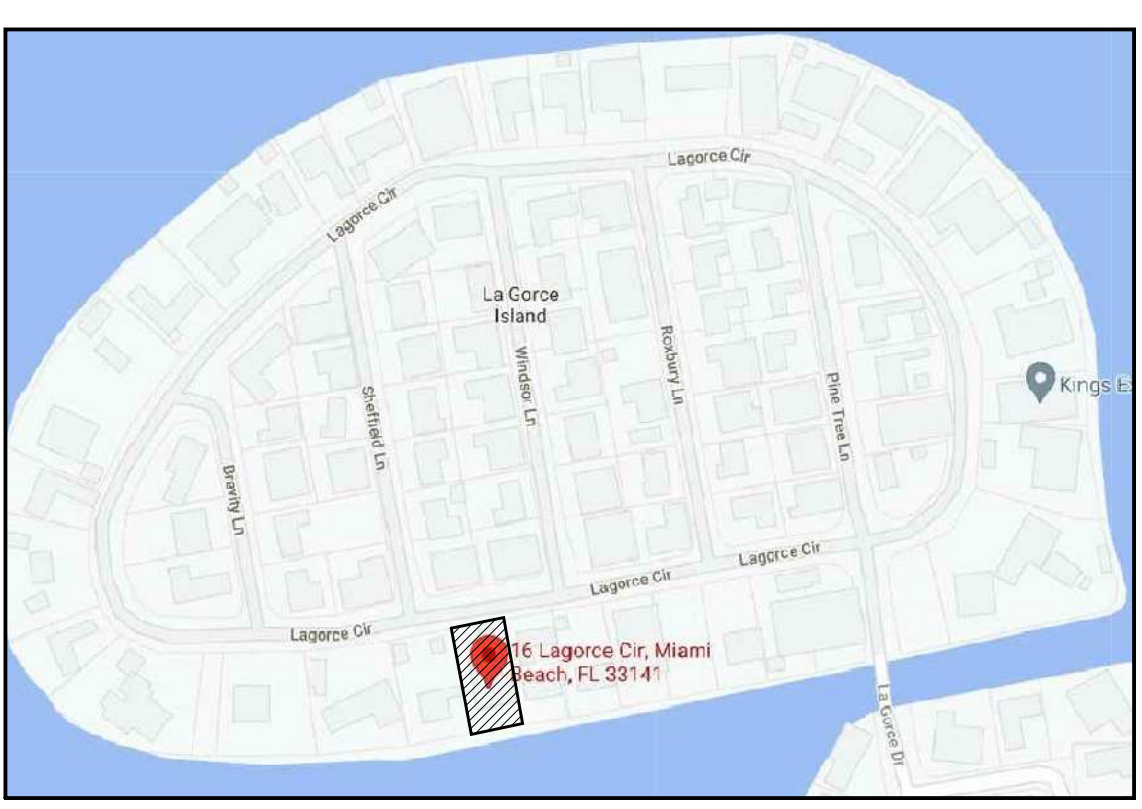 Lagorce Cir
Lagorce Cir
La Gorce
Island
Windsor Ln
Roxbury Ln
Pine Tree Ln
Kings E
Sheffield Ln
Brevity Ln
Lagorce Cir
Lagorce Cir
Lagorce Cir
16 Lagorce Cir, Miami
Beach, FL 33141
La Gorce Dr